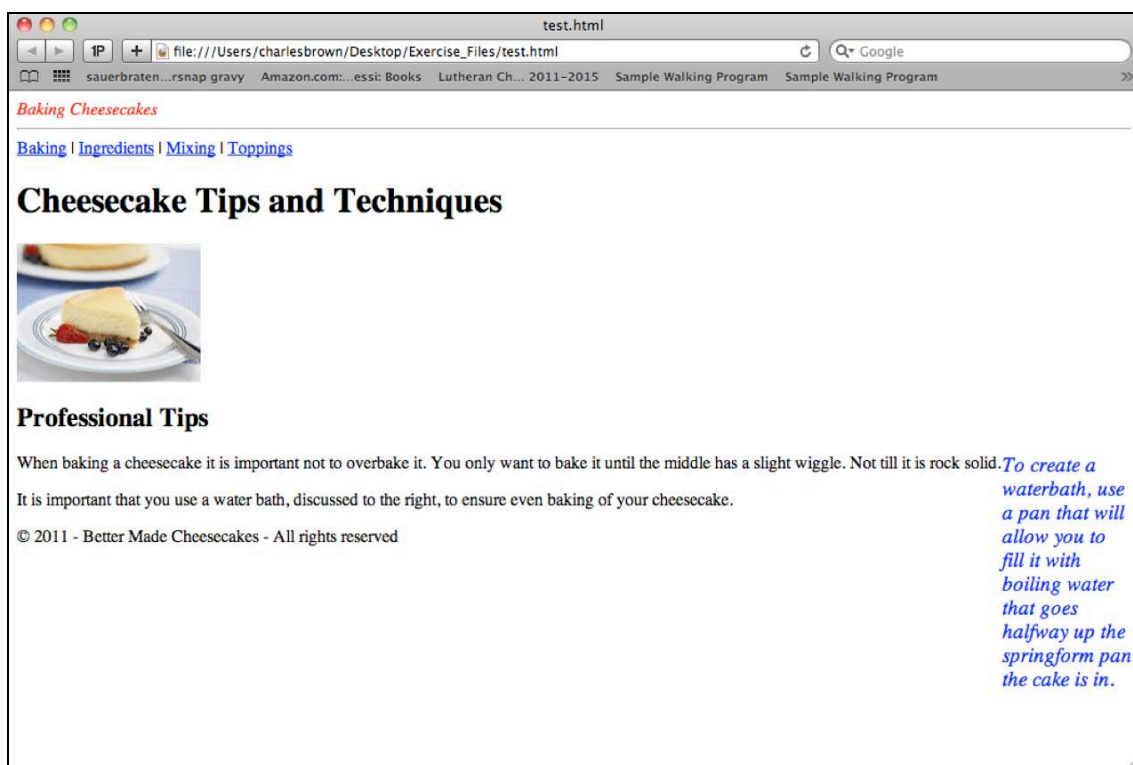 test.html
1P + file:///Users/charlesbrown/Desktop/Exercise_Files/test.html Google
sauerbraten...rsnap gravy Amazon.com:...essi: Books Lutheran Ch... 2011–2015 Sample Walking Program Sample Walking Program
Baking Cheesecakes
Baking | Ingredients | Mixing | Toppings
Cheesecake Tips and Techniques
Professional Tips
When baking a cheesecake it is important not to overbake it. You only want to bake it until the middle has a slight wiggle. Not till it is rock solid.
It is important that you use a water bath, discussed to the right, to ensure even baking of your cheesecake.
© 2011 - Better Made Cheesecakes - All rights reserved
To create a
waterbath, use
a pan that will
allow you to
fill it with
boiling water
that goes
halfway up the
springform pan
the cake is in.